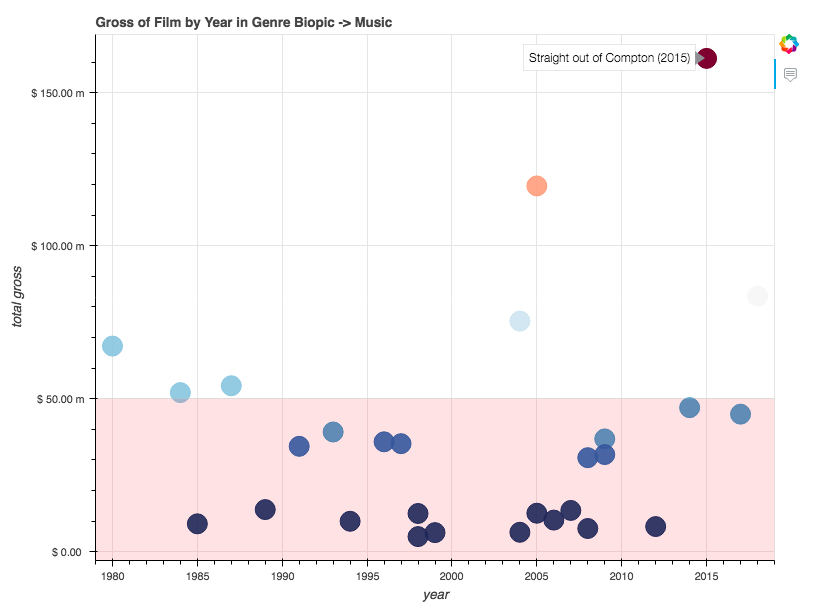 Gross of Film by Year in Genre Biopic -> Music
Straight out of Compton (2015)
$ 150.00 m
$ 100.00 m
$ 50.00 m
$ 0.00
total gross
1980 1985 1990 1995 2000 2005 2010 2015
year